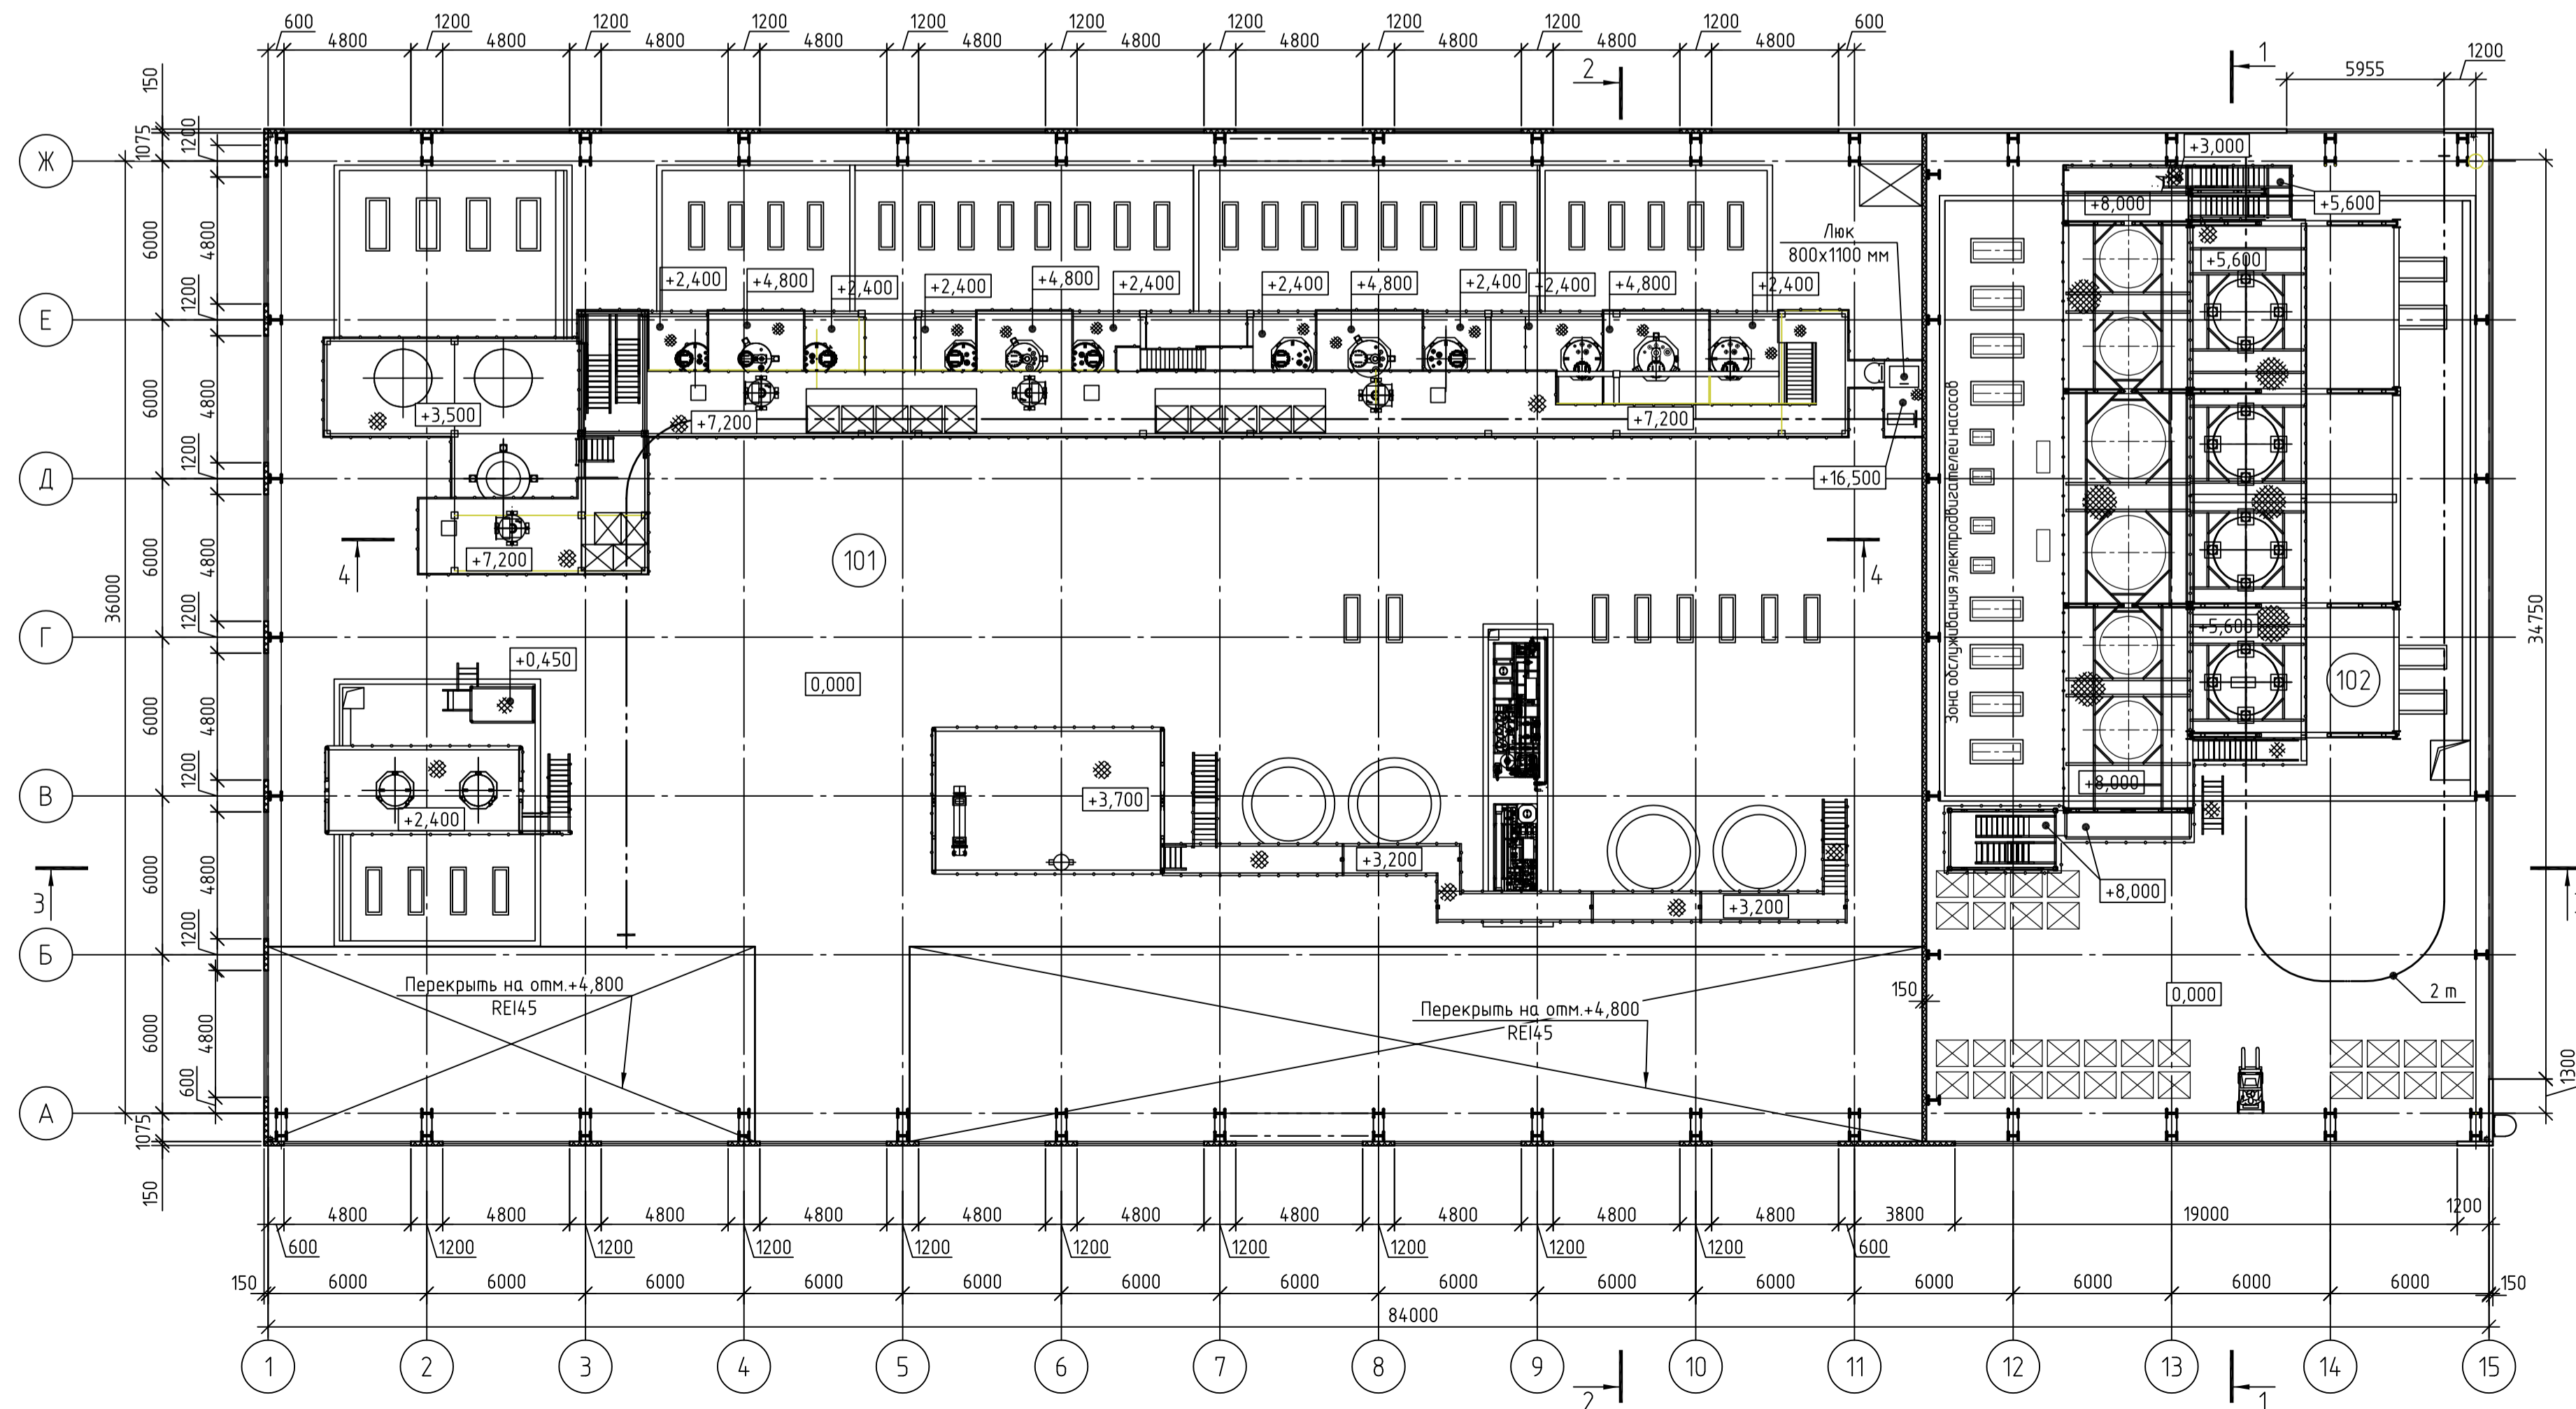 600 1200 1200 1200 1200 1200 1200 1200 1200 1200 600
4800 4800 4800 4800 4800 4800 4800 4800 4800 4800
2
1
5955 1200
150
1075
1200
Ж
+3,000
+8,000
+5,600
6000
4800
Люк
800х1100 мм
+5,600
+2,400 +4,800 +2,400 +2,400 +4,800 +2,400 +2,400 +4,800 +2,400 +2,400 +4,800 +2,400
1200
Е
6000
4800
+3,500
+7,200
+7,200
Зона обслуживания электродвигателей насосов
1200
Д
+16,500
+7,200
4
101
4
36000
6000
4800
1200
Г
+5,600
34750
+0,450
0,000
102
6000
4800
1200
В
+2,400
+3,700
+8,000
+3,200
+3,200
+8,000
3
6000
4800
1200
Б
Перекрыть на отм.+4,800
REI45
Перекрыть на отм.+4,800
REI45
150
0,000
2 т
6000
4800
600
1300
А
1075
150
4800 4800 4800 4800 4800 4800 4800 4800 4800 4800 3800 19000 1200
600 1200 1200 1200 1200 1200 1200 1200 1200 1200 600
150 6000 6000 6000 6000 6000 6000 6000 6000 6000 6000 6000 6000 6000 6000 150
84000
1 2 3 4 5 6 7 8 9 10 11 12 13 14 15
2
1